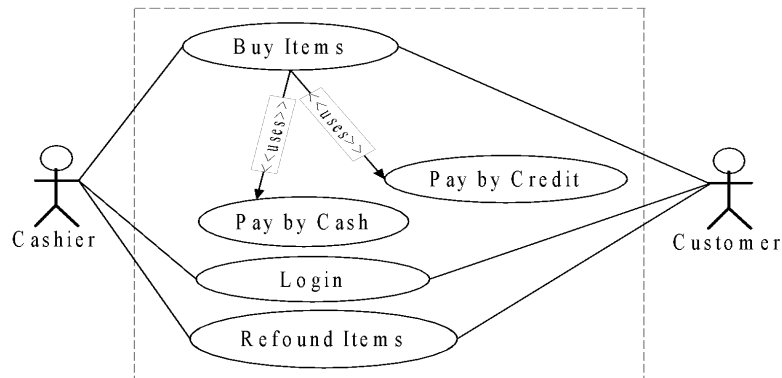 Buy Items
<<uses>>
<<uses>>
Pay by Credit
Pay by Cash
Cashier
Customer
Login
Refound Items